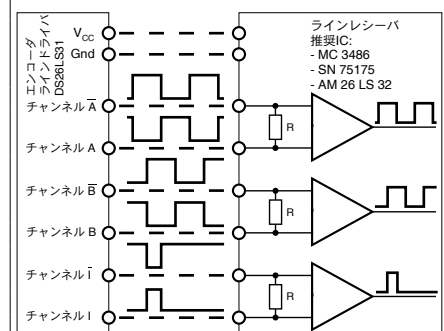 エンコーダ
ラインドライバ
DS26LS31
VCC
Gnd
チャンネル A
チャンネル A
チャンネル B
チャンネル B
チャンネル I
チャンネル I
ラインレシーバ
推奨IC:
- MC 3486
- SN 75175
- AM 26 LS 32
R
R
R